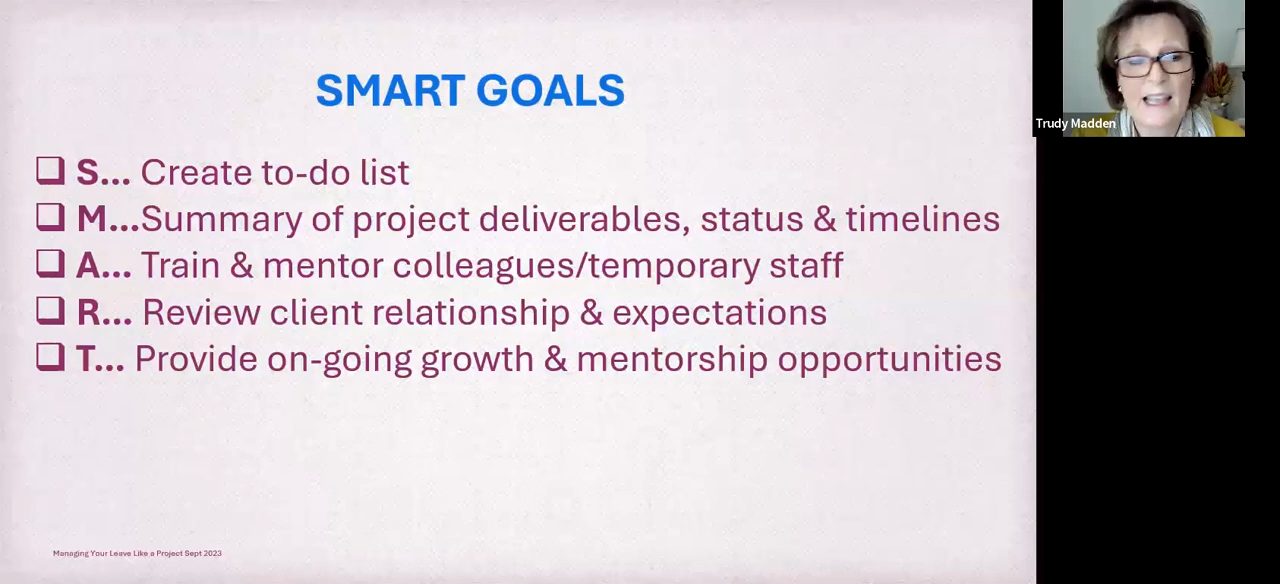 SMART GOALS
S... Create to-do list
M...Summary of project deliverables, status & timelines
A... Train & mentor colleagues/temporary staff
R... Review client relationship & expectations
T... Provide on-going growth & mentorship opportunities
Managing Your Leave Like a Project Sept 2023
Trudy Madden